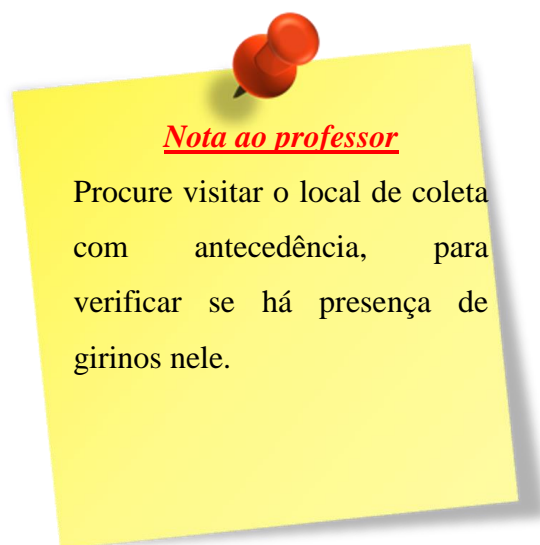 Nota ao professor
Procure visitar o local de coleta
com antecedência, para
verificar se há presença de
girinos nele.